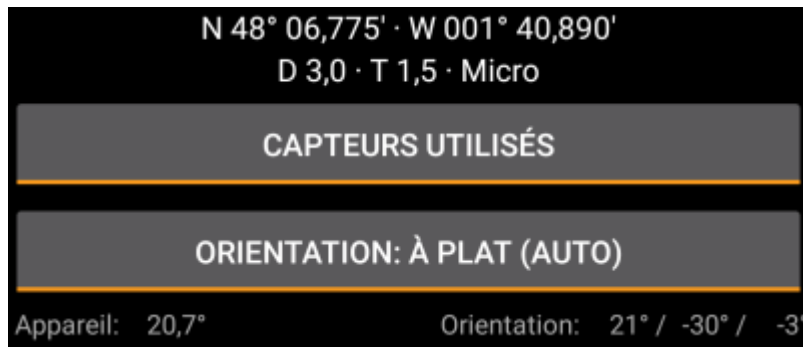 N 48° 06,775' · W 001° 40,890'
D 3,0 · T 1,5 · Micro
CAPTEURS UTILISÉS
ORIENTATION: À PLAT (AUTO)
Appareil: 20,7° Orientation: 21° / -30° / -3°